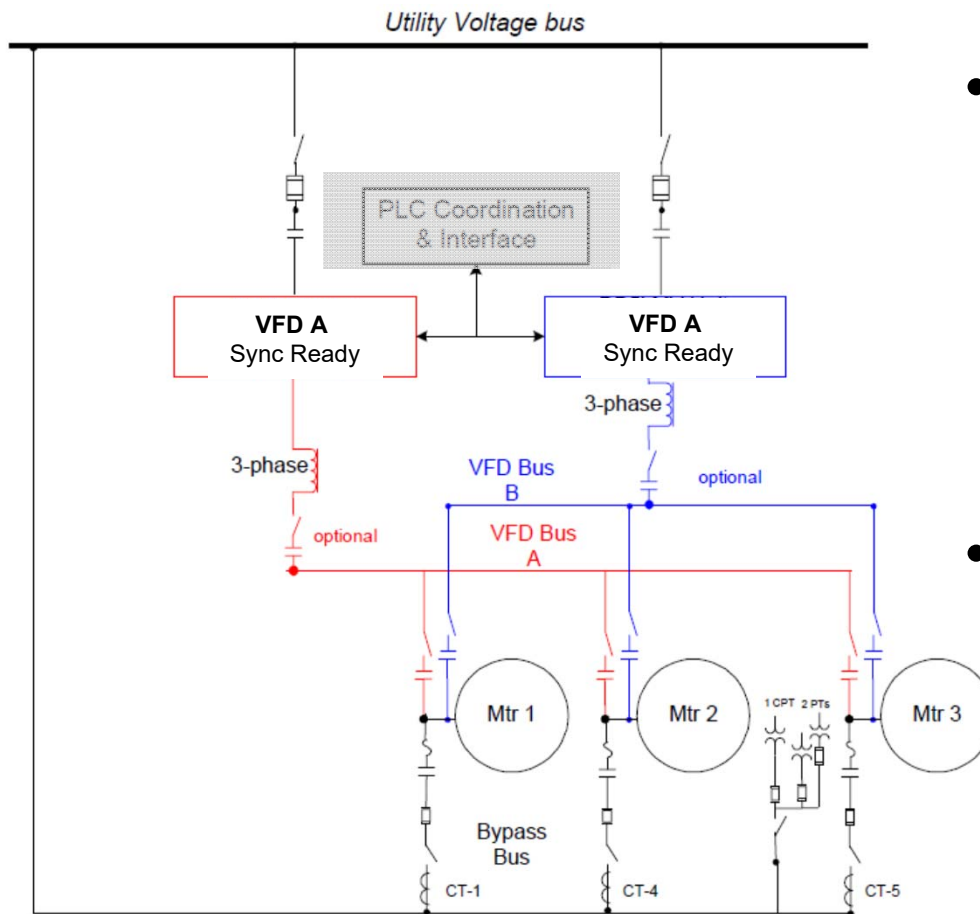 Utility Voltage bus
PLC Coordination
& Interface
VFD A
Sync Ready
VFD A
Sync Ready
3-phase
3-phase
VFD Bus
B
optional
optional
VFD Bus
A
Mtr 1
Mtr 2
1 CPT
2 PTs
Mtr 3
Bypass
Bus
CT-1
CT-4
CT-5